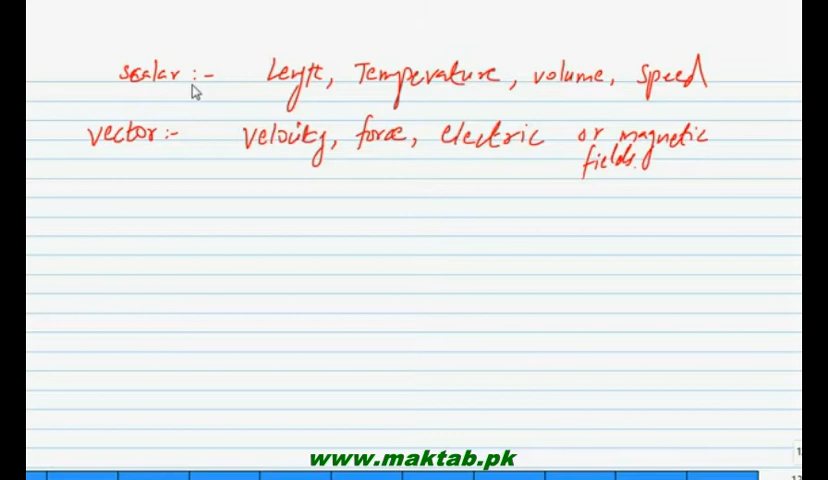 scalar :- Length, Temperature, volume, speed
vector :- velocity, force, electric or magnetic
fields.
www.maktab.pk